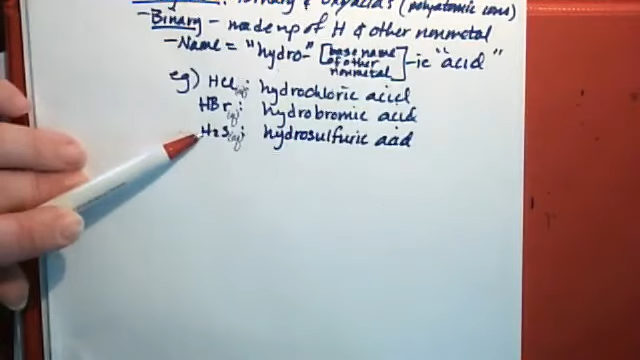 : Binary & Oxyacids (polyatomic ions)
- Binary - made up of H & other nonmetal
- Name = "hydro-" [base name of other nonmetal] -ic "acid"
eg) HCl(aq): hydrochloric acid
HBr(aq): hydrobromic acid
H2S(aq): hydrosulfuric acid